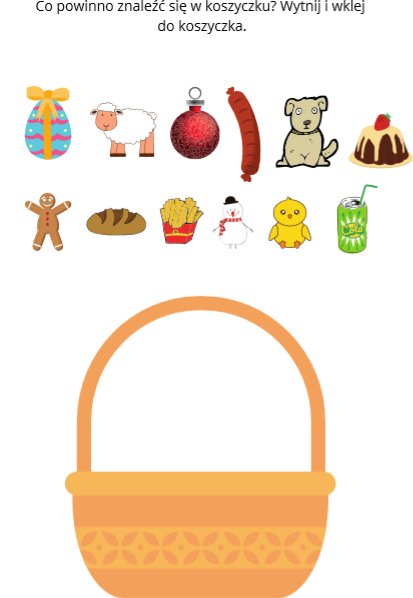 Co powinno znaleźć się w koszyczku? Wytnij i wklej
do koszyczka.